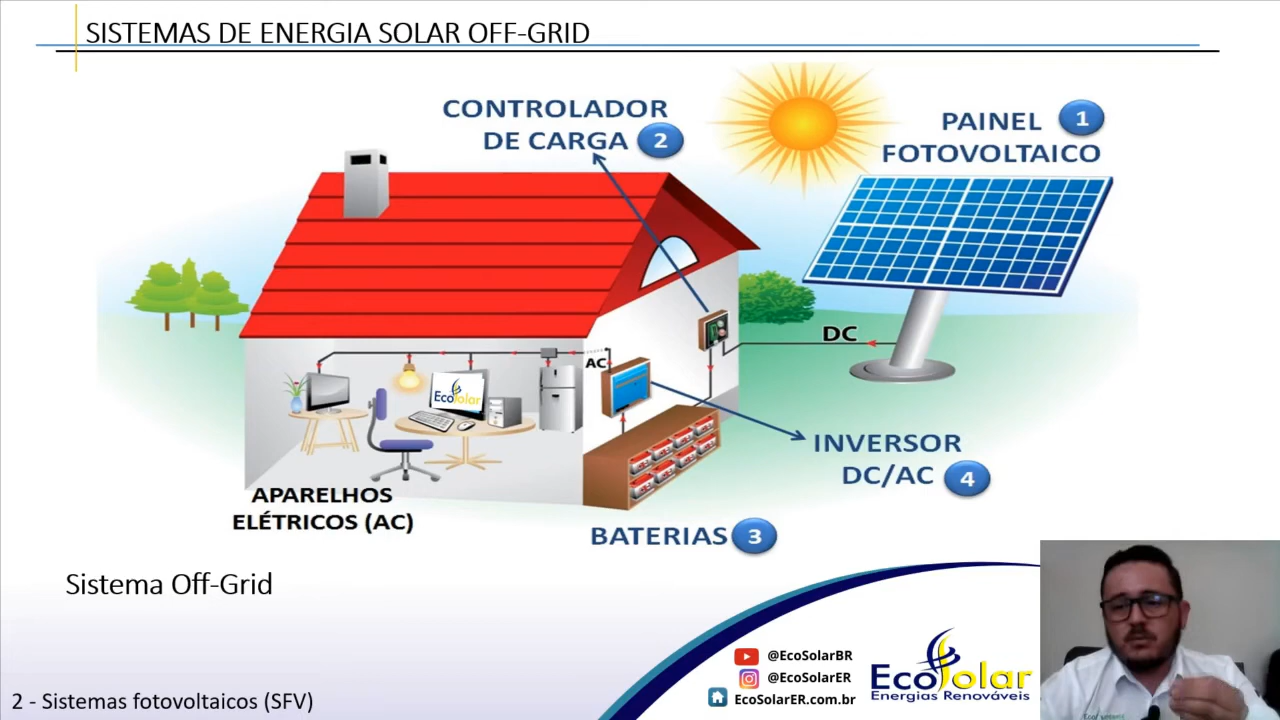 SISTEMAS DE ENERGIA SOLAR OFF-GRID
CONTROLADOR
DE CARGA 2
PAINEL 1
FOTOVOLTAICO
DC
AC
EcoSolar
INVERSOR
DC/AC 4
APARELHOS
ELÉTRICOS (AC)
BATERIAS 3
Sistema Off-Grid
@EcoSolarBR
@EcoSolarER
EcoSolarER.com.br
EcoSolar
Energias Renováveis
2 - Sistemas fotovoltaicos (SFV)